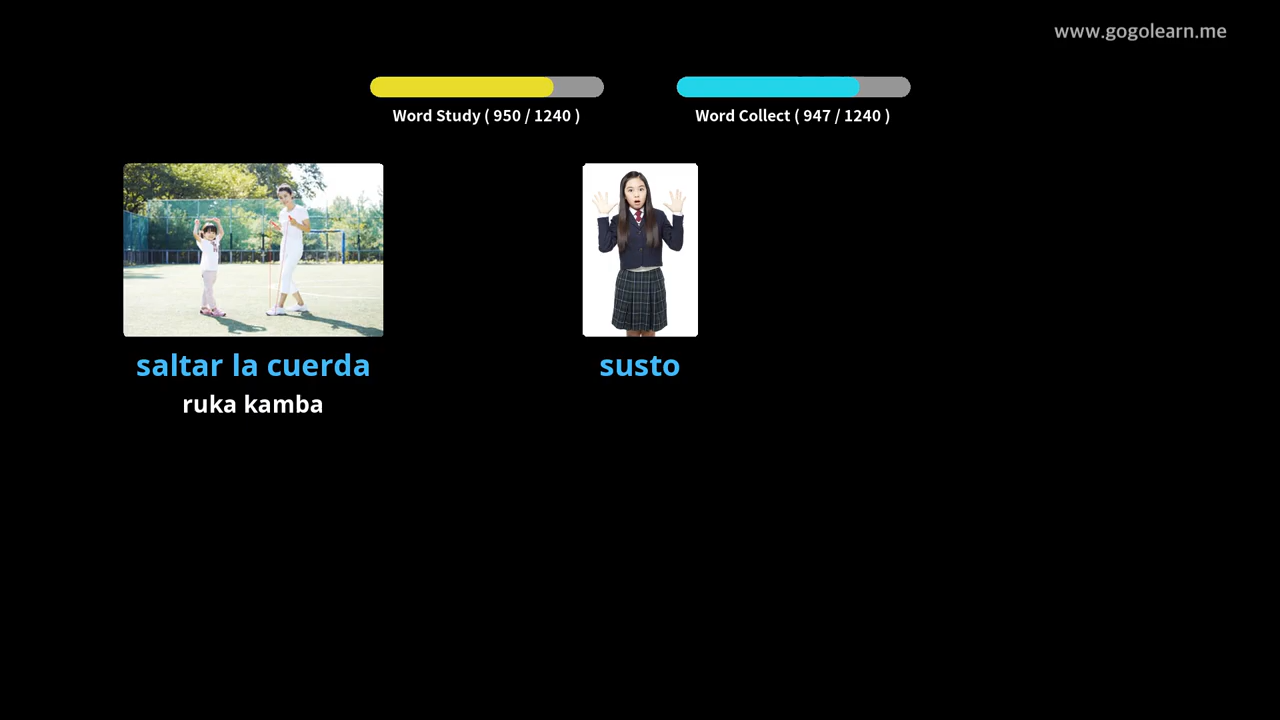 www.gogolearn.me
Word Study ( 950 / 1240 )
Word Collect ( 947 / 1240 )
saltar la cuerda
ruka kamba
susto